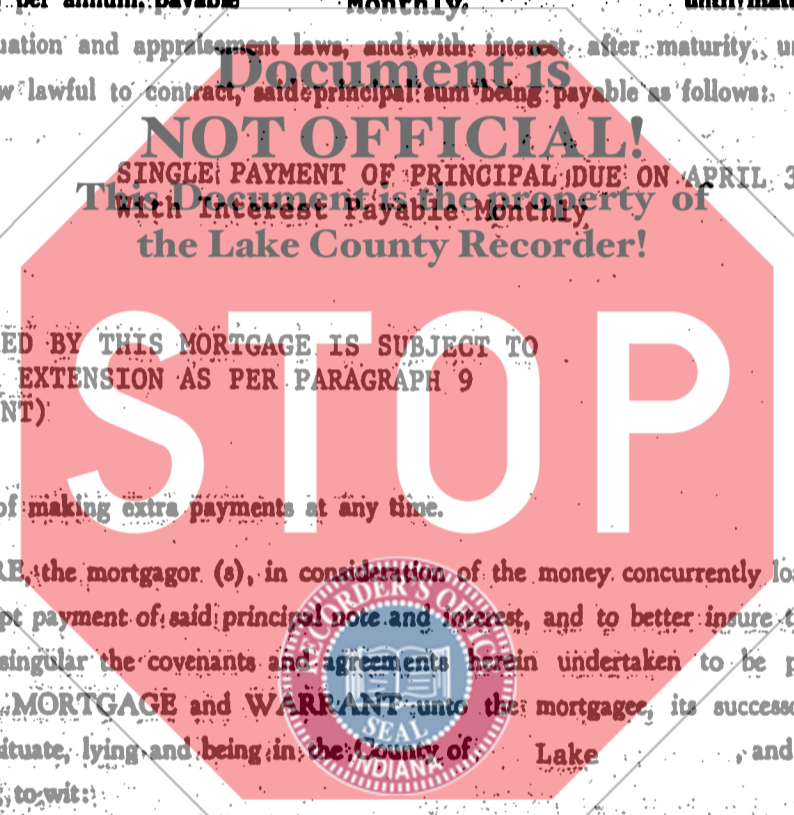 per annum, payable Monthly. until mat
uation and appraisement laws, and with interest after maturity, u
w lawful to contract, said principal sum being payable as follows:
Document is
NOT OFFICIAL!
This Document is the property of
the Lake County Recorder!
SINGLE PAYMENT OF PRINCIPAL DUE ON APRIL 3
With Interest Payable Monthly
STOP
ED BY THIS MORTGAGE IS SUBJECT TO
EXTENSION AS PER PARAGRAPH 9
NT)
of making extra payments at any time.
RE, the mortgagor (s), in consideration of the money concurrently lo
pt payment of said principal note and interest, and to better insure t
singular the covenants and agreements herein undertaken to be p
MORTGAGE and WARRANT unto the mortgagee, its successo
ituate, lying and being in the County of Lake , and
, to wit:
RECORDER'S OFFICE
SEAL
INDIANA